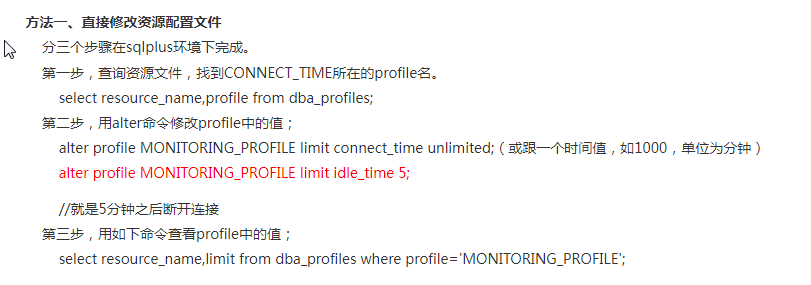 方法一、直接修改资源配置文件
分三个步骤在sqlplus环境下完成。
第一步，查询资源文件，找到CONNECT_TIME所在的profile名。
select resource_name,profile from dba_profiles;
第二步，用alter命令修改profile中的值；
alter profile MONITORING_PROFILE limit connect_time unlimited;（或跟一个时间值，如1000，单位为分钟）
alter profile MONITORING_PROFILE limit idle_time 5;
//就是5分钟之后断开连接
第三步，用如下命令查看profile中的值；
select resource_name,limit from dba_profiles where profile='MONITORING_PROFILE';